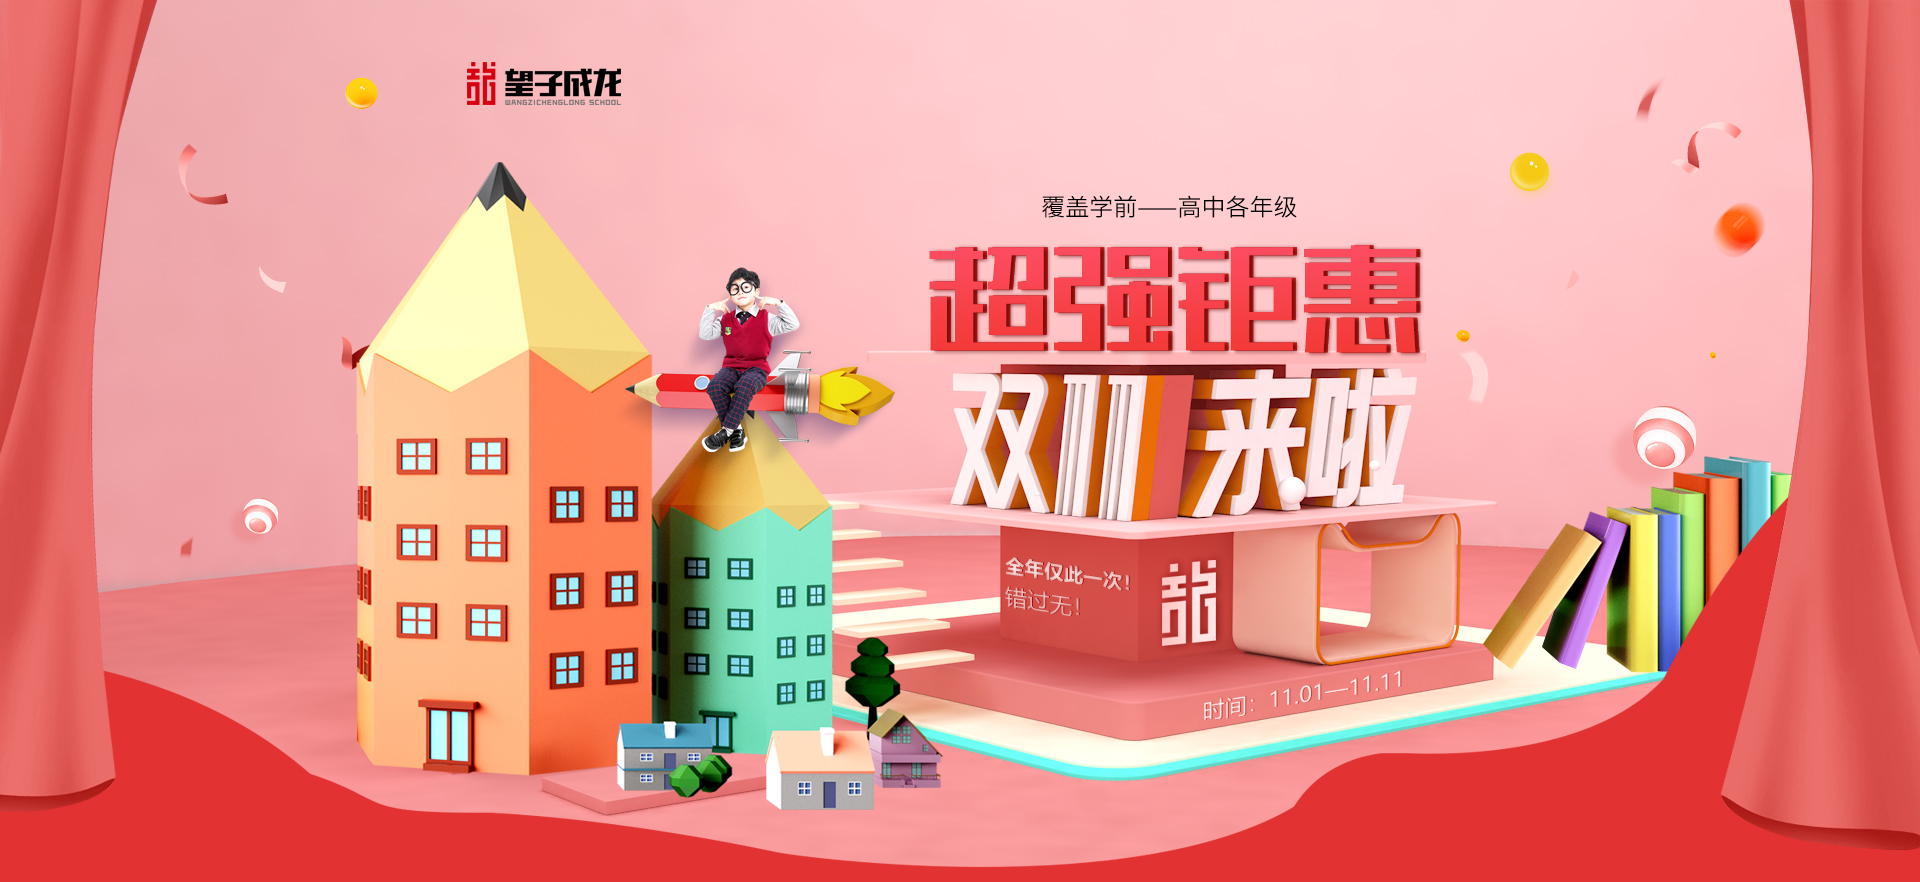 望子成龙
WANGZICHENGLONG SCHOOL
覆盖学前——高中各年级
超强钜惠
双11来啦
全年仅此一次!
错过无!
时间：11.01—11.11